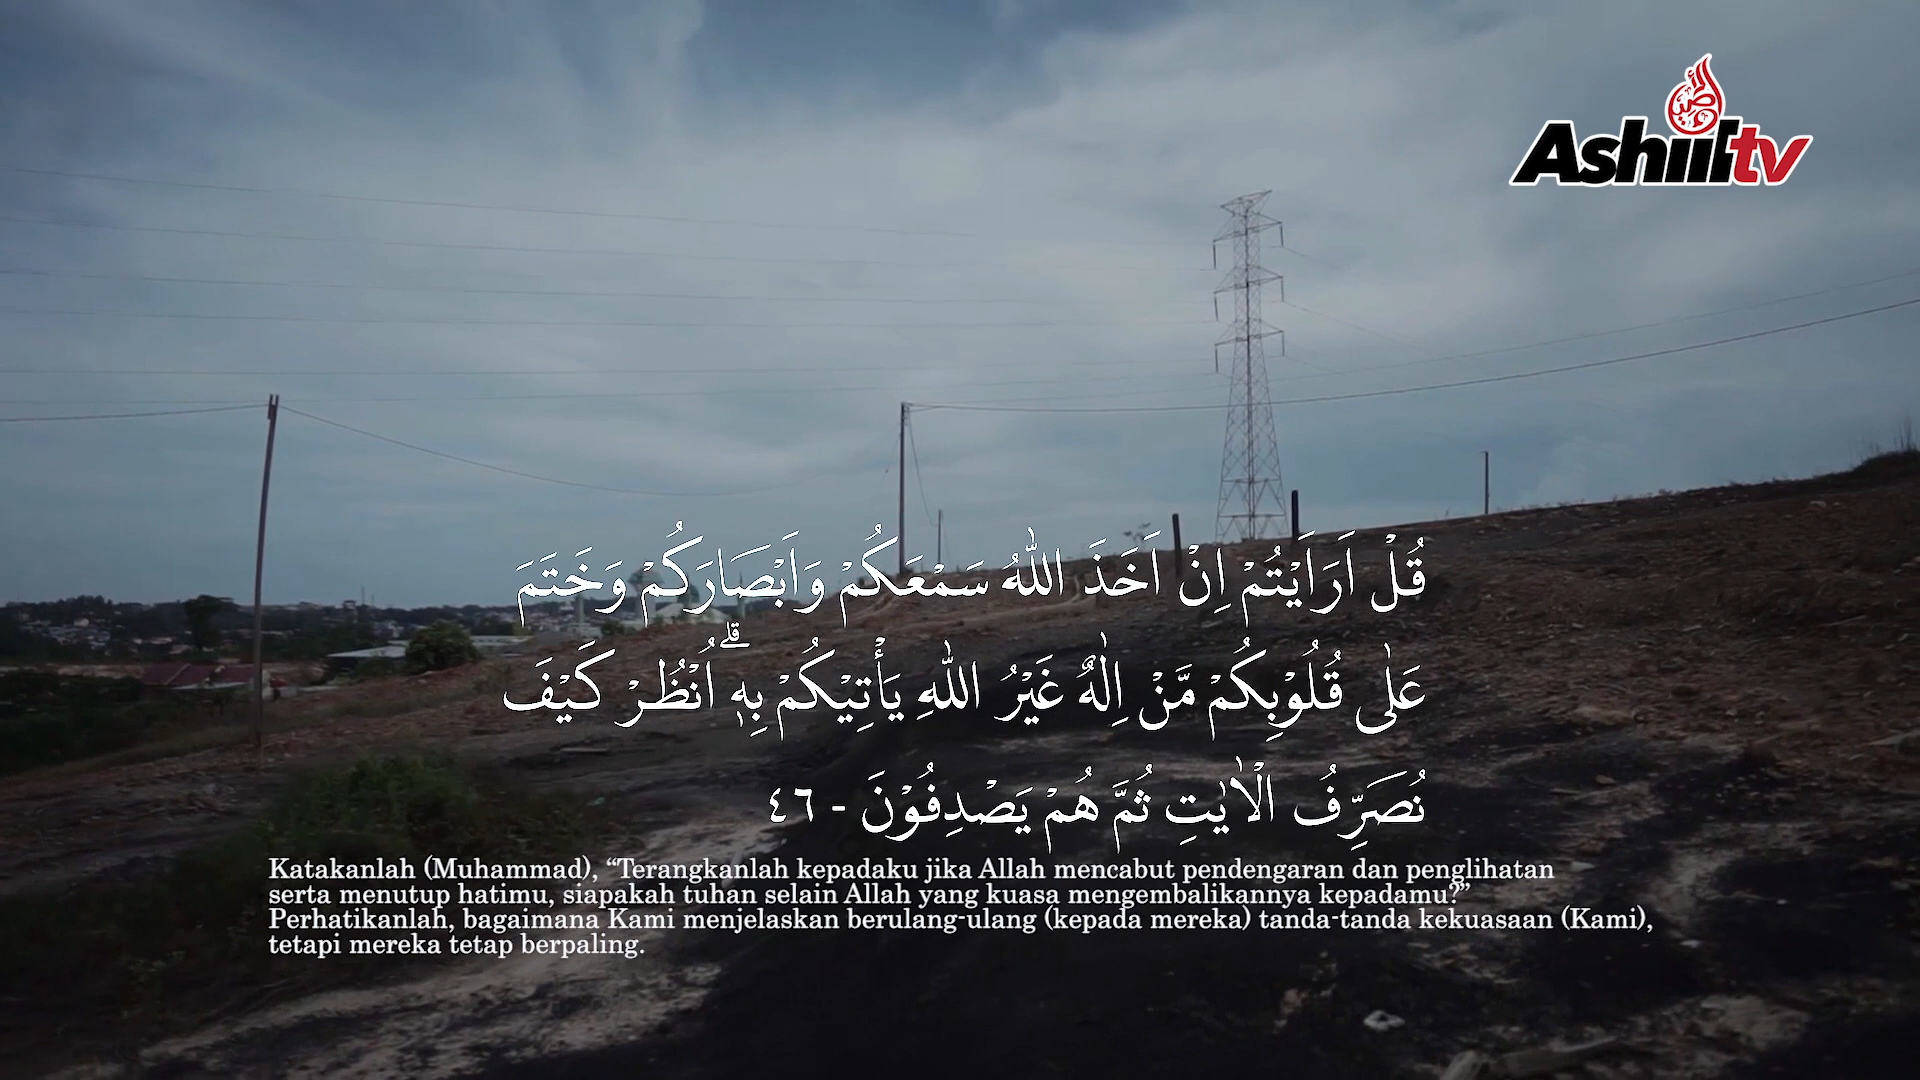 Ashiil tv
قُلْ اَرَاَيْتُمْ اِنْ اَخَذَ اللّٰهُ سَمْعَكُمْ وَاَبْصَارَكُمْ وَخَتَمَ
عَلٰى قُلُوْبِكُمْ مَّنْ اِلٰهٌ غَيْرُ اللّٰهِ يَأْتِيْكُمْ بِهٖۗ اُنْظُرْ كَيْفَ
نُصَرِّفُ الْاٰيٰتِ ثُمَّ هُمْ يَصْدِفُوْنَ - ٤٦
Katakanlah (Muhammad), “Terangkanlah kepadaku jika Allah mencabut pendengaran dan penglihatan
serta menutup hatimu, siapakah tuhan selain Allah yang kuasa mengembalikannya kepadamu?”
Perhatikanlah, bagaimana Kami menjelaskan berulang-ulang (kepada mereka) tanda-tanda kekuasaan (Kami),
tetapi mereka tetap berpaling.